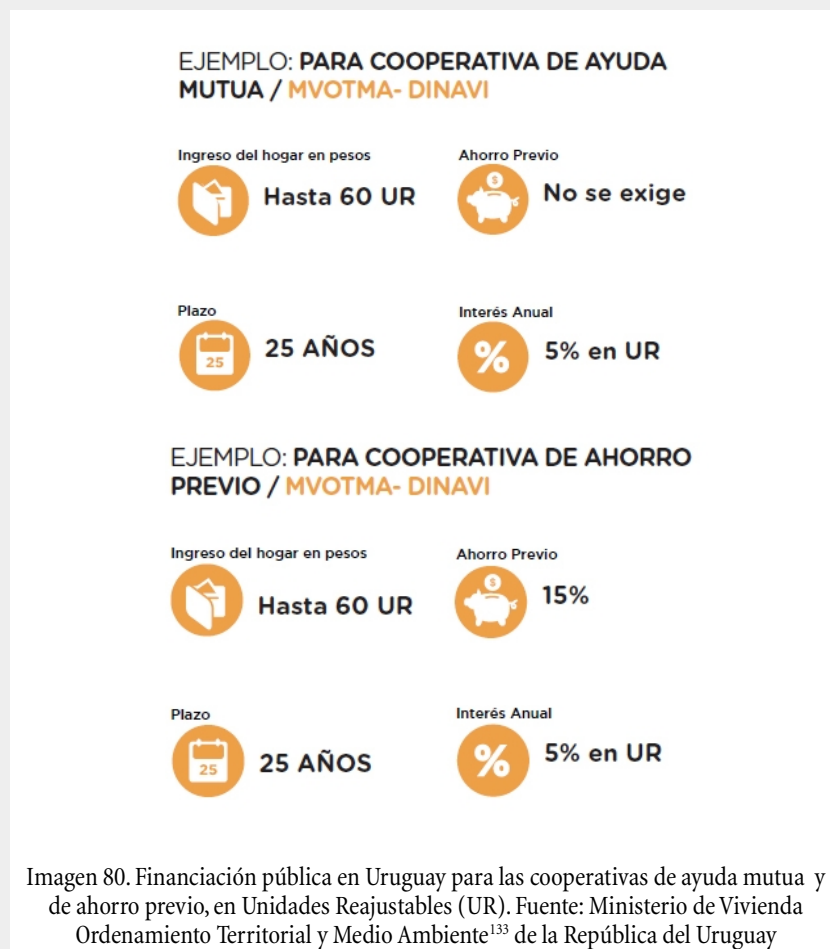 EJEMPLO: PARA COOPERATIVA DE AYUDA
MUTUA / MVOTMA- DINAVI
Ingreso del hogar en pesos
Hasta 60 UR
Ahorro Previo
$
No se exige
Plazo
25
25 AÑOS
Interés Anual
%
5% en UR
EJEMPLO: PARA COOPERATIVA DE AHORRO
PREVIO / MVOTMA- DINAVI
Ingreso del hogar en pesos
Hasta 60 UR
Ahorro Previo
$
15%
Plazo
25
25 AÑOS
Interés Anual
%
5% en UR
Imagen 80. Financiación pública en Uruguay para las cooperativas de ayuda mutua y
de ahorro previo, en Unidades Reajustables (UR). Fuente: Ministerio de Vivienda
Ordenamiento Territorial y Medio Ambiente¹³³ de la República del Uruguay